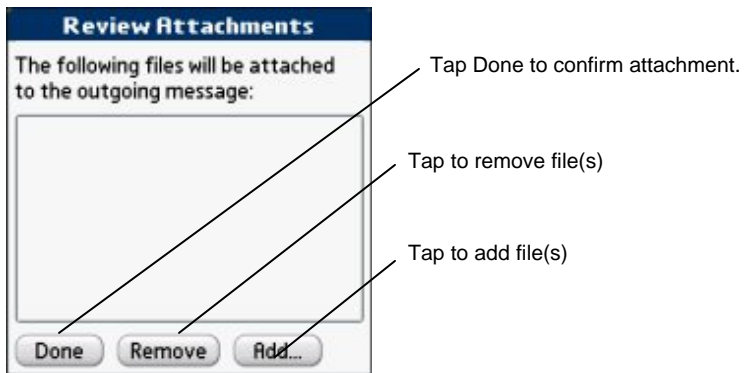 Review Attachments
The following files will be attached
to the outgoing message:
Tap Done to confirm attachment.
Tap to remove file(s)
Tap to add file(s)
Done Remove Add...